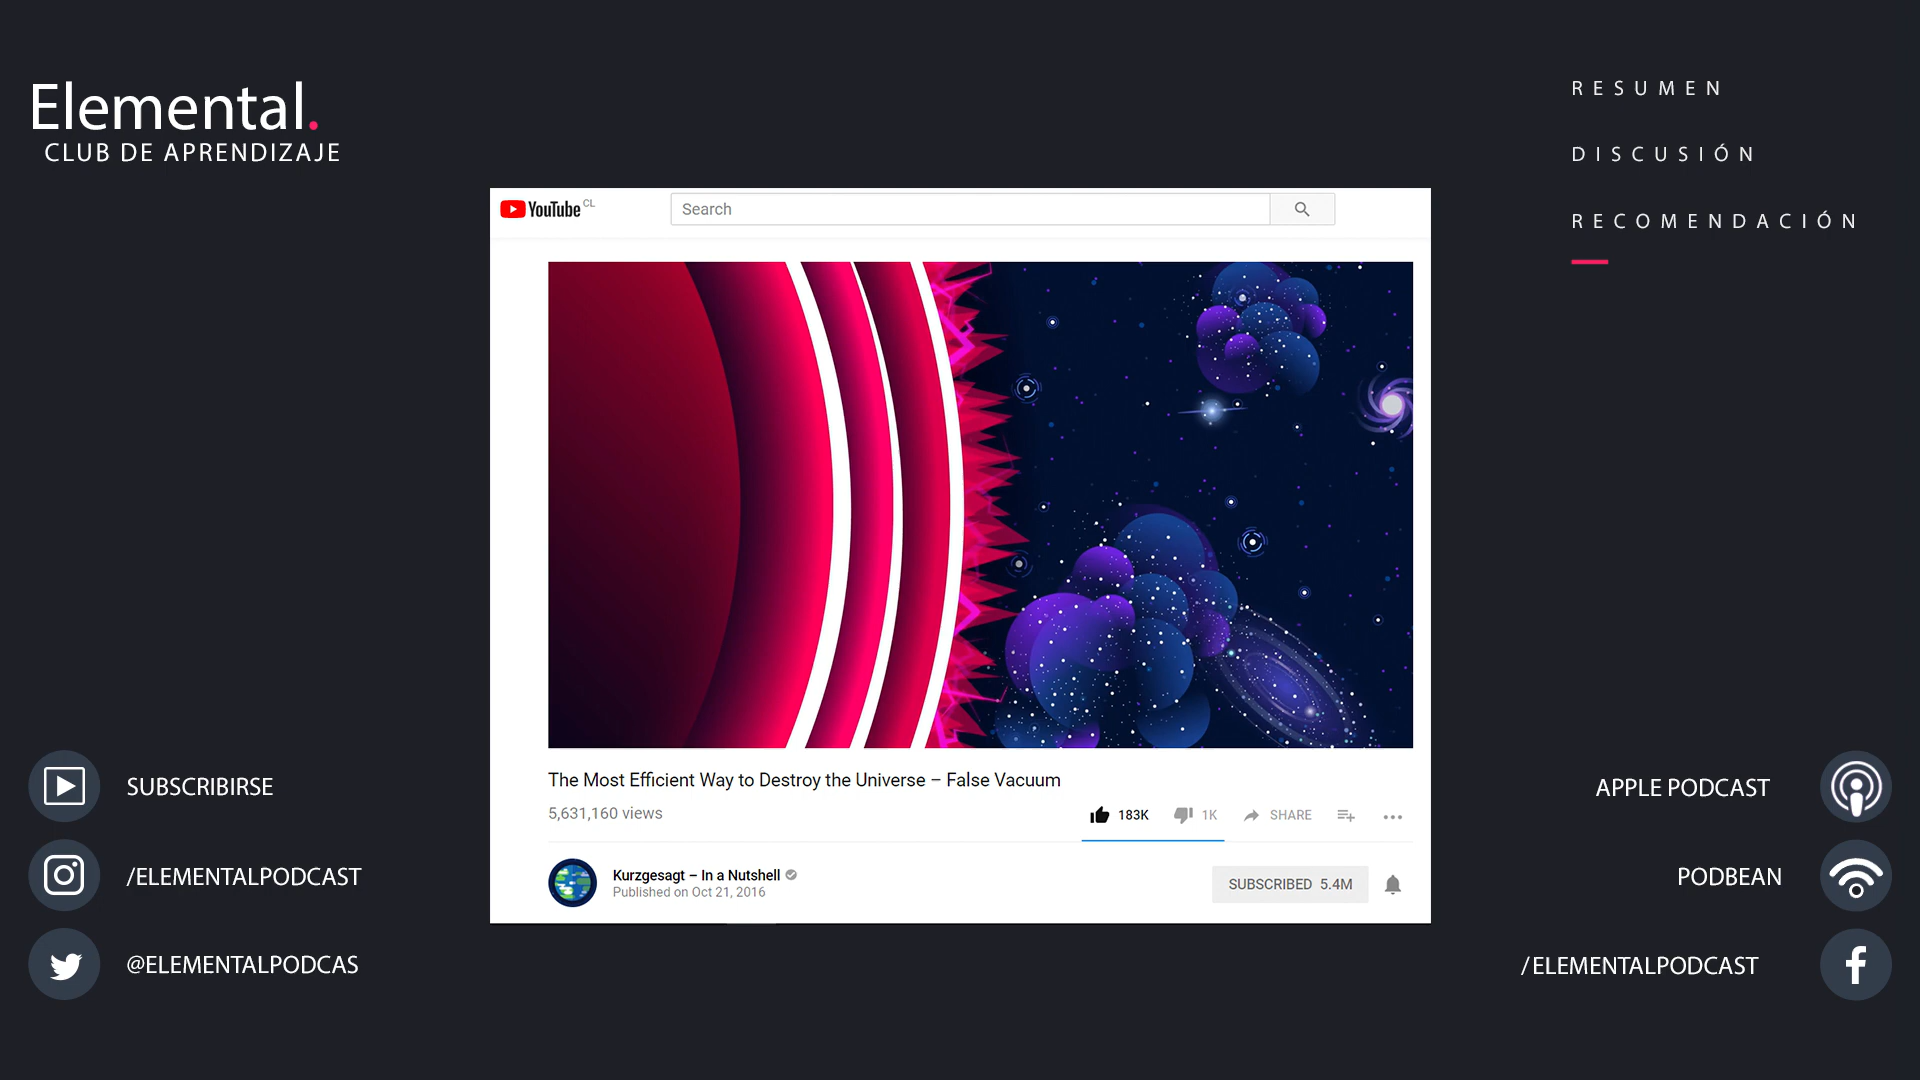 Elemental.
CLUB DE APRENDIZAJE
RESUMEN
DISCUSIÓN
RECOMENDACIÓN
YouTube CL
Search
The Most Efficient Way to Destroy the Universe – False Vacuum
5,631,160 views
183K
1K
SHARE
Kurzgesagt – In a Nutshell
Published on Oct 21, 2016
SUBSCRIBED 5.4M
SUBSCRIBIRSE
/ELEMENTALPODCAST
@ELEMENTALPODCAS
APPLE PODCAST
PODBEAN
/ELEMENTALPODCAST